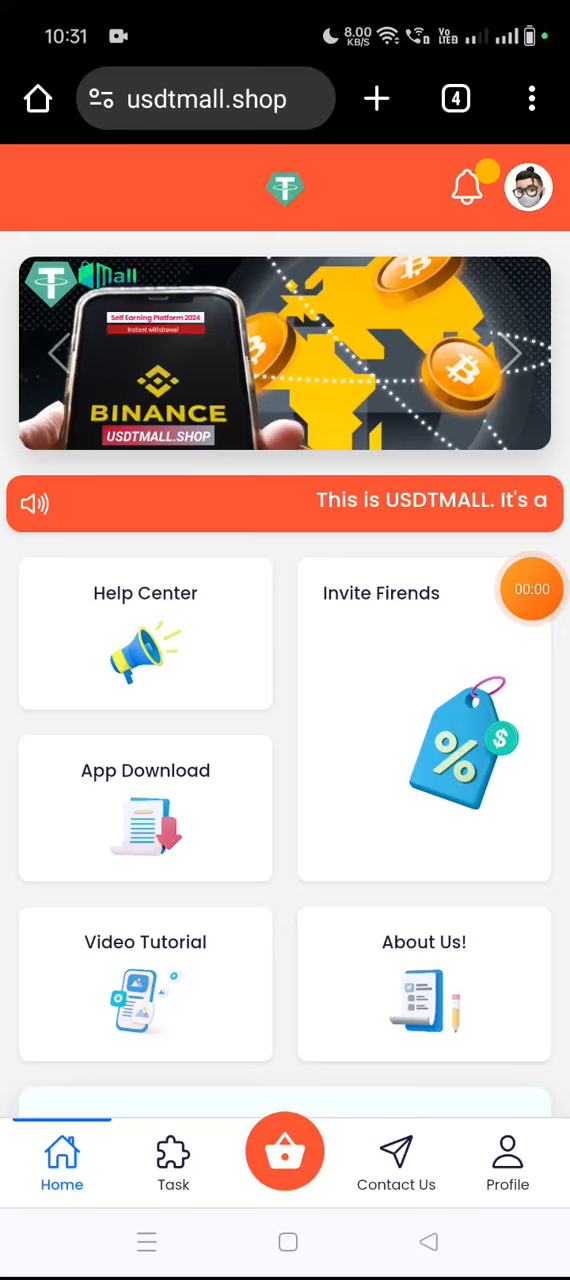 10:31
8.00
KB/S
Vo
LTE2
usdtmall.shop
4
Mall
Self Earning Platform 2024
Instant withdrawal
BINANCE
USDTMALL.SHOP
This is USDTMALL. It's a
Help Center
Invite Firends
00:00
App Download
Video Tutorial
About Us!
Home
Task
Contact Us
Profile